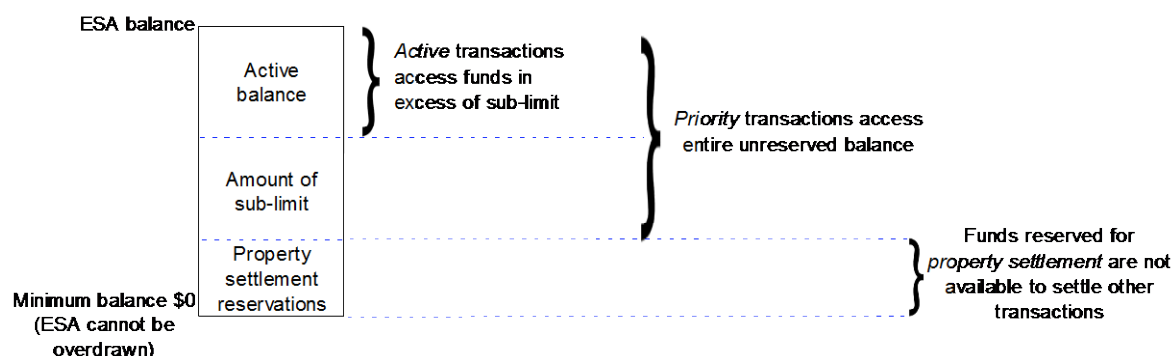 ESA balance
Active
balance
Active transactions
access funds in
excess of sub-limit
Priority transactions access
entire unreserved balance
Amount of
sub-limit
Property
settlement
reservations
Funds reserved for
property settlement are not
available to settle other
transactions
Minimum balance $0
(ESA cannot be
overdrawn)